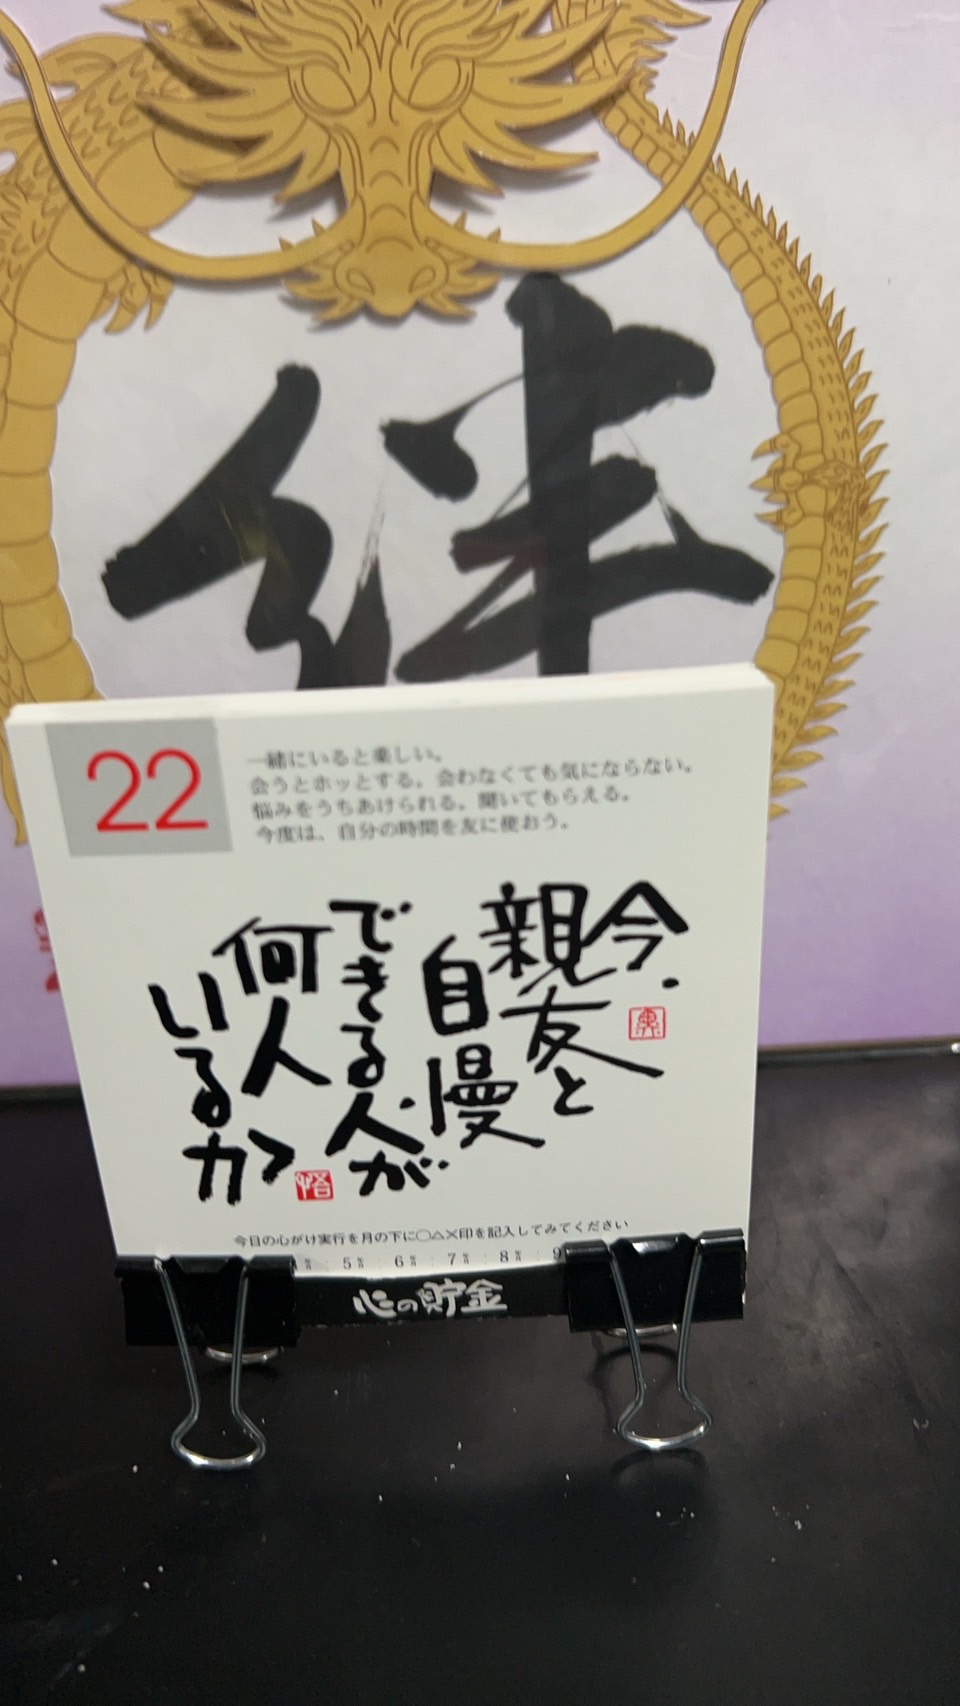 絆
22
一緒にいると楽しい。
会うとホッとする。会わなくても気にならない。
悩みをうちあけられる。聞いてもらえる。
今度は、自分の時間を友に使おう。
今、
親友と
自慢
できる人が
何人
いるか
今日の心がけ実行を月の下に○△×印を記入してみてください
5月 6月 7月 8月 9
心の貯金